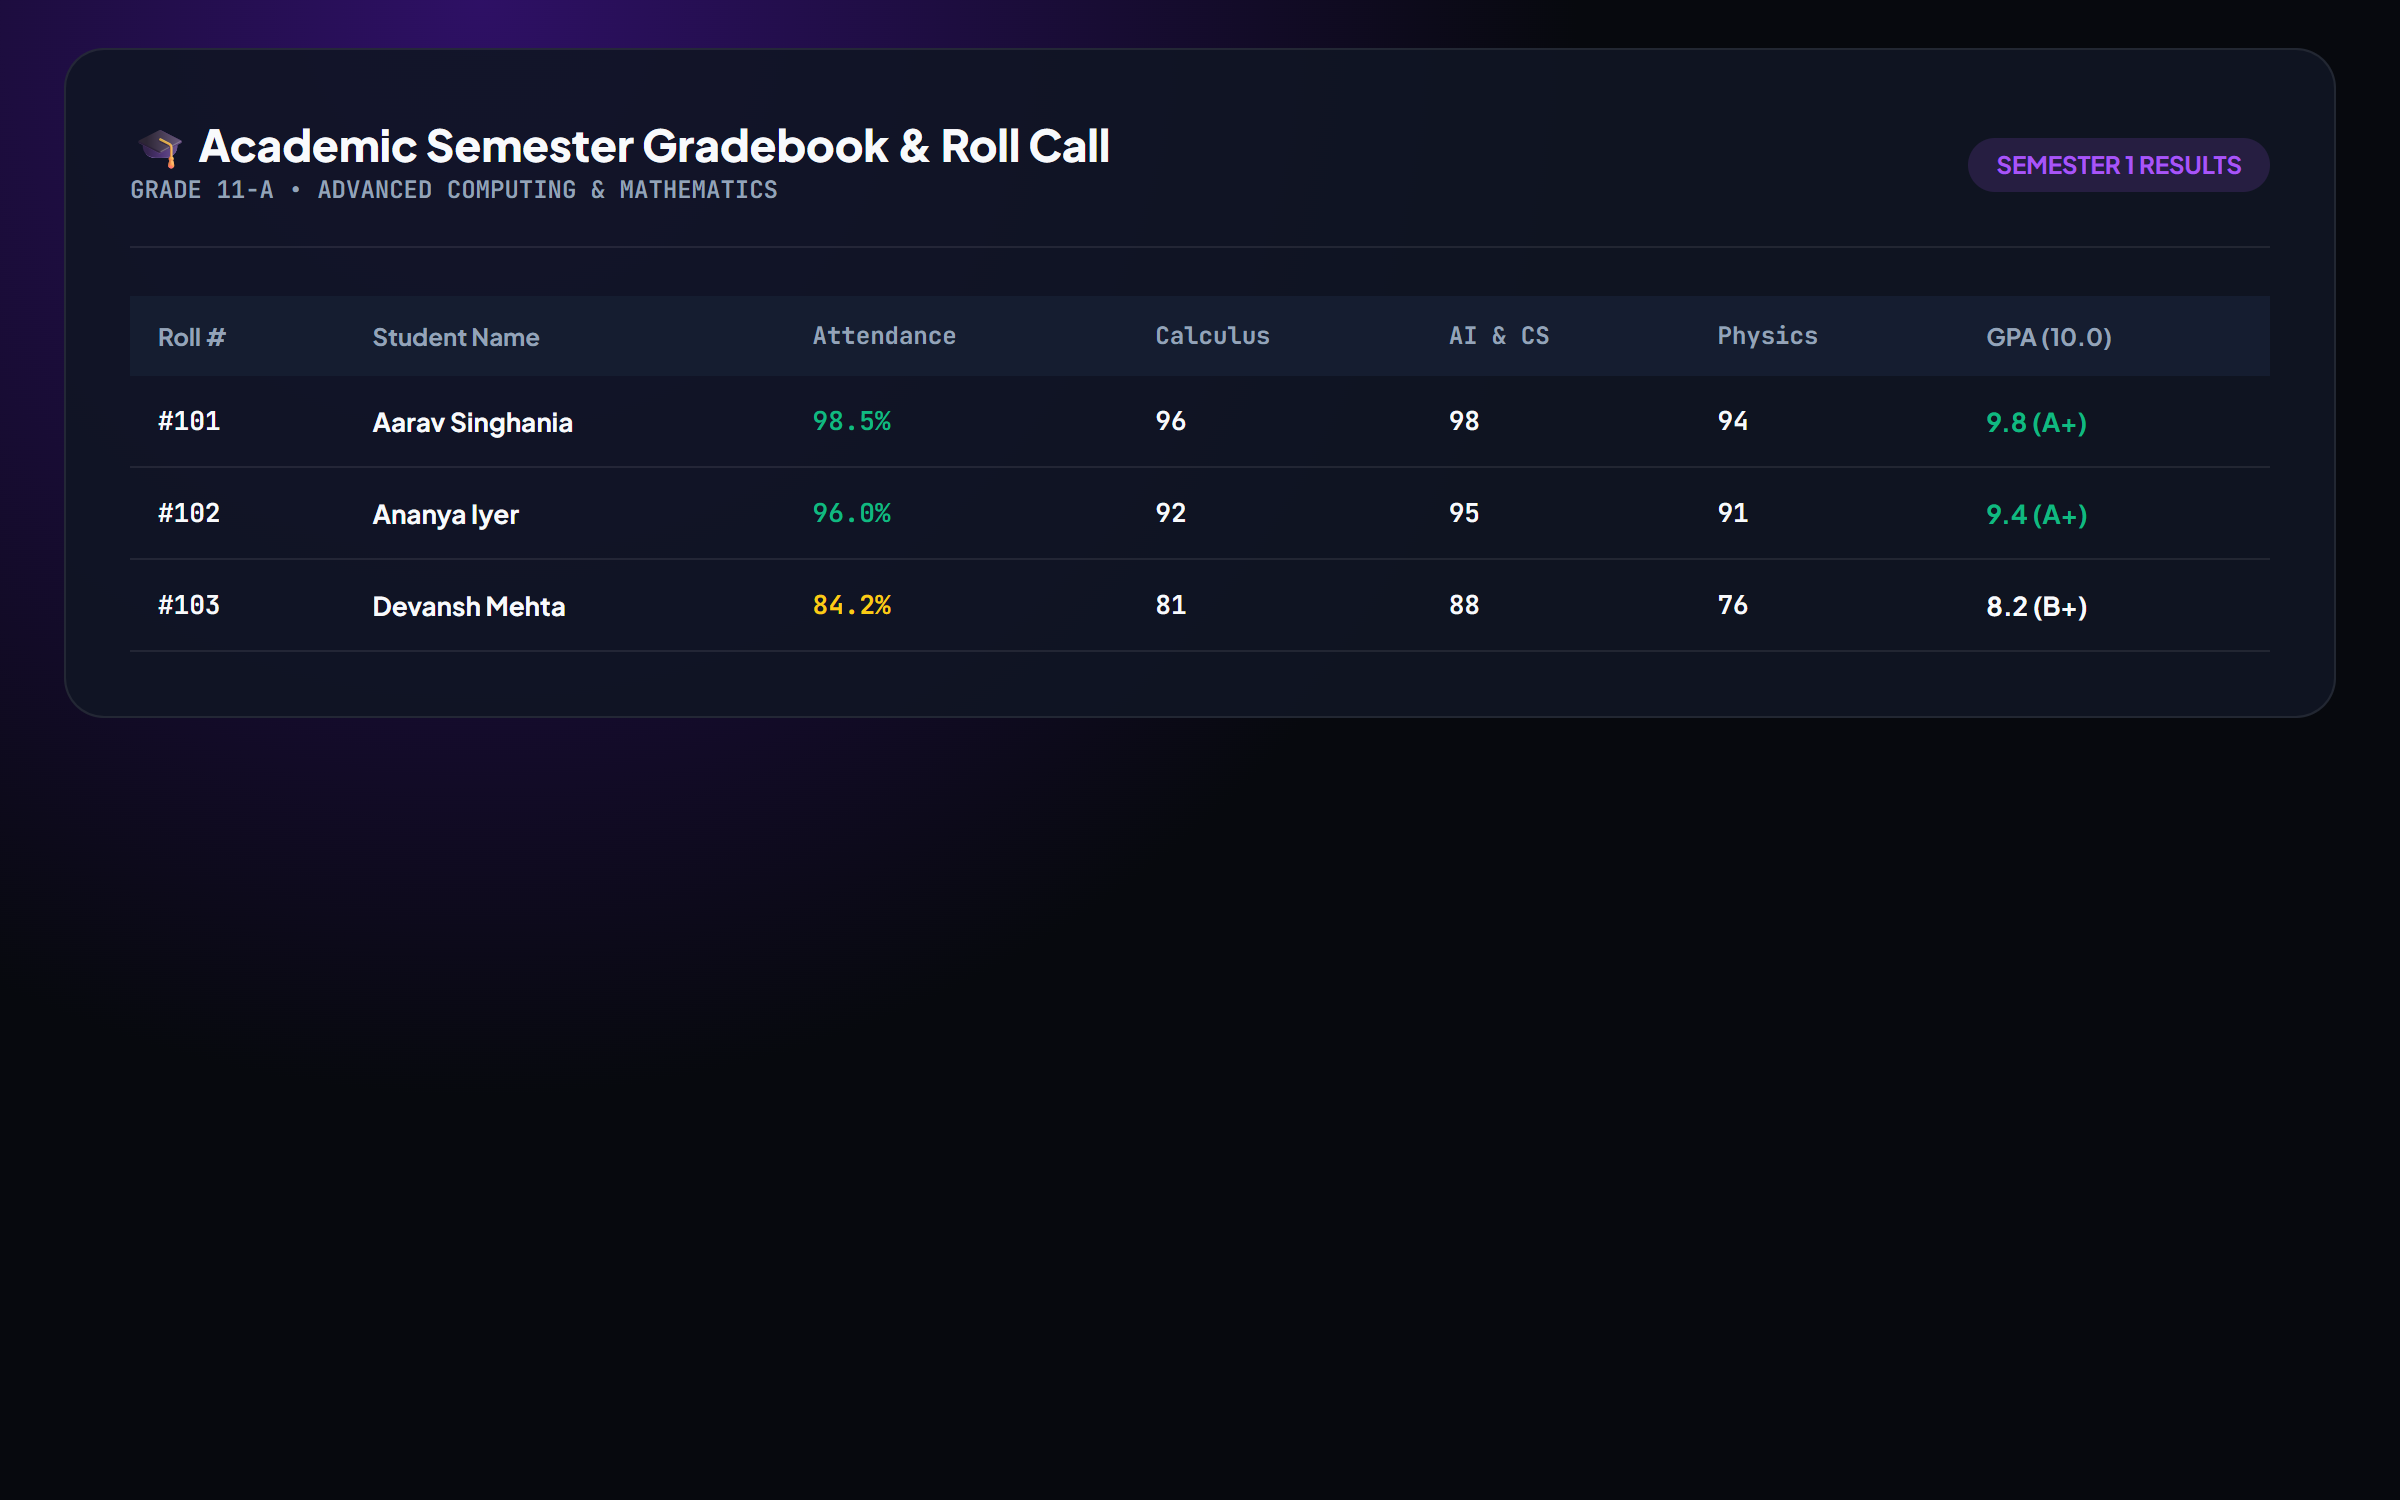 🎓 Academic Semester Gradebook & Roll Call
GRADE 11-A • ADVANCED COMPUTING & MATHEMATICS
SEMESTER 1 RESULTS
Roll # Student Name Attendance Calculus AI & CS Physics GPA (10.0)
#101 Aarav Singhania 98.5% 96 98 94 9.8 (A+)
#102 Ananya Iyer 96.0% 92 95 91 9.4 (A+)
#103 Devansh Mehta 84.2% 81 88 76 8.2 (B+)